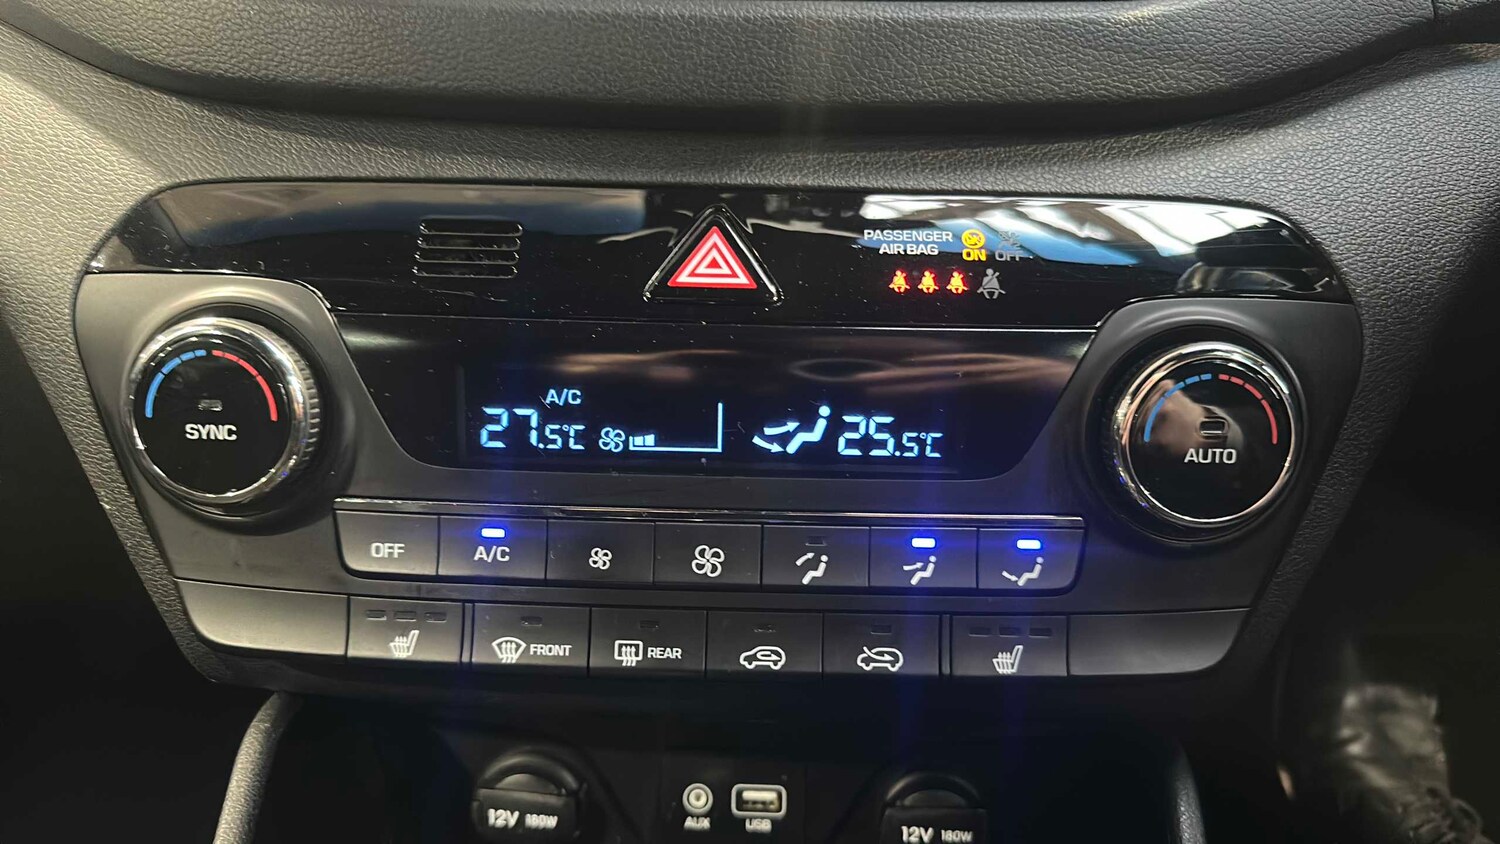 PASSENGER
AIR BAG
ON OFF
A/C
27.5°C
25.5°C
SYNC
AUTO
OFF
A/C
FRONT
REAR
12V 180W
AUX
USB
12V 180W